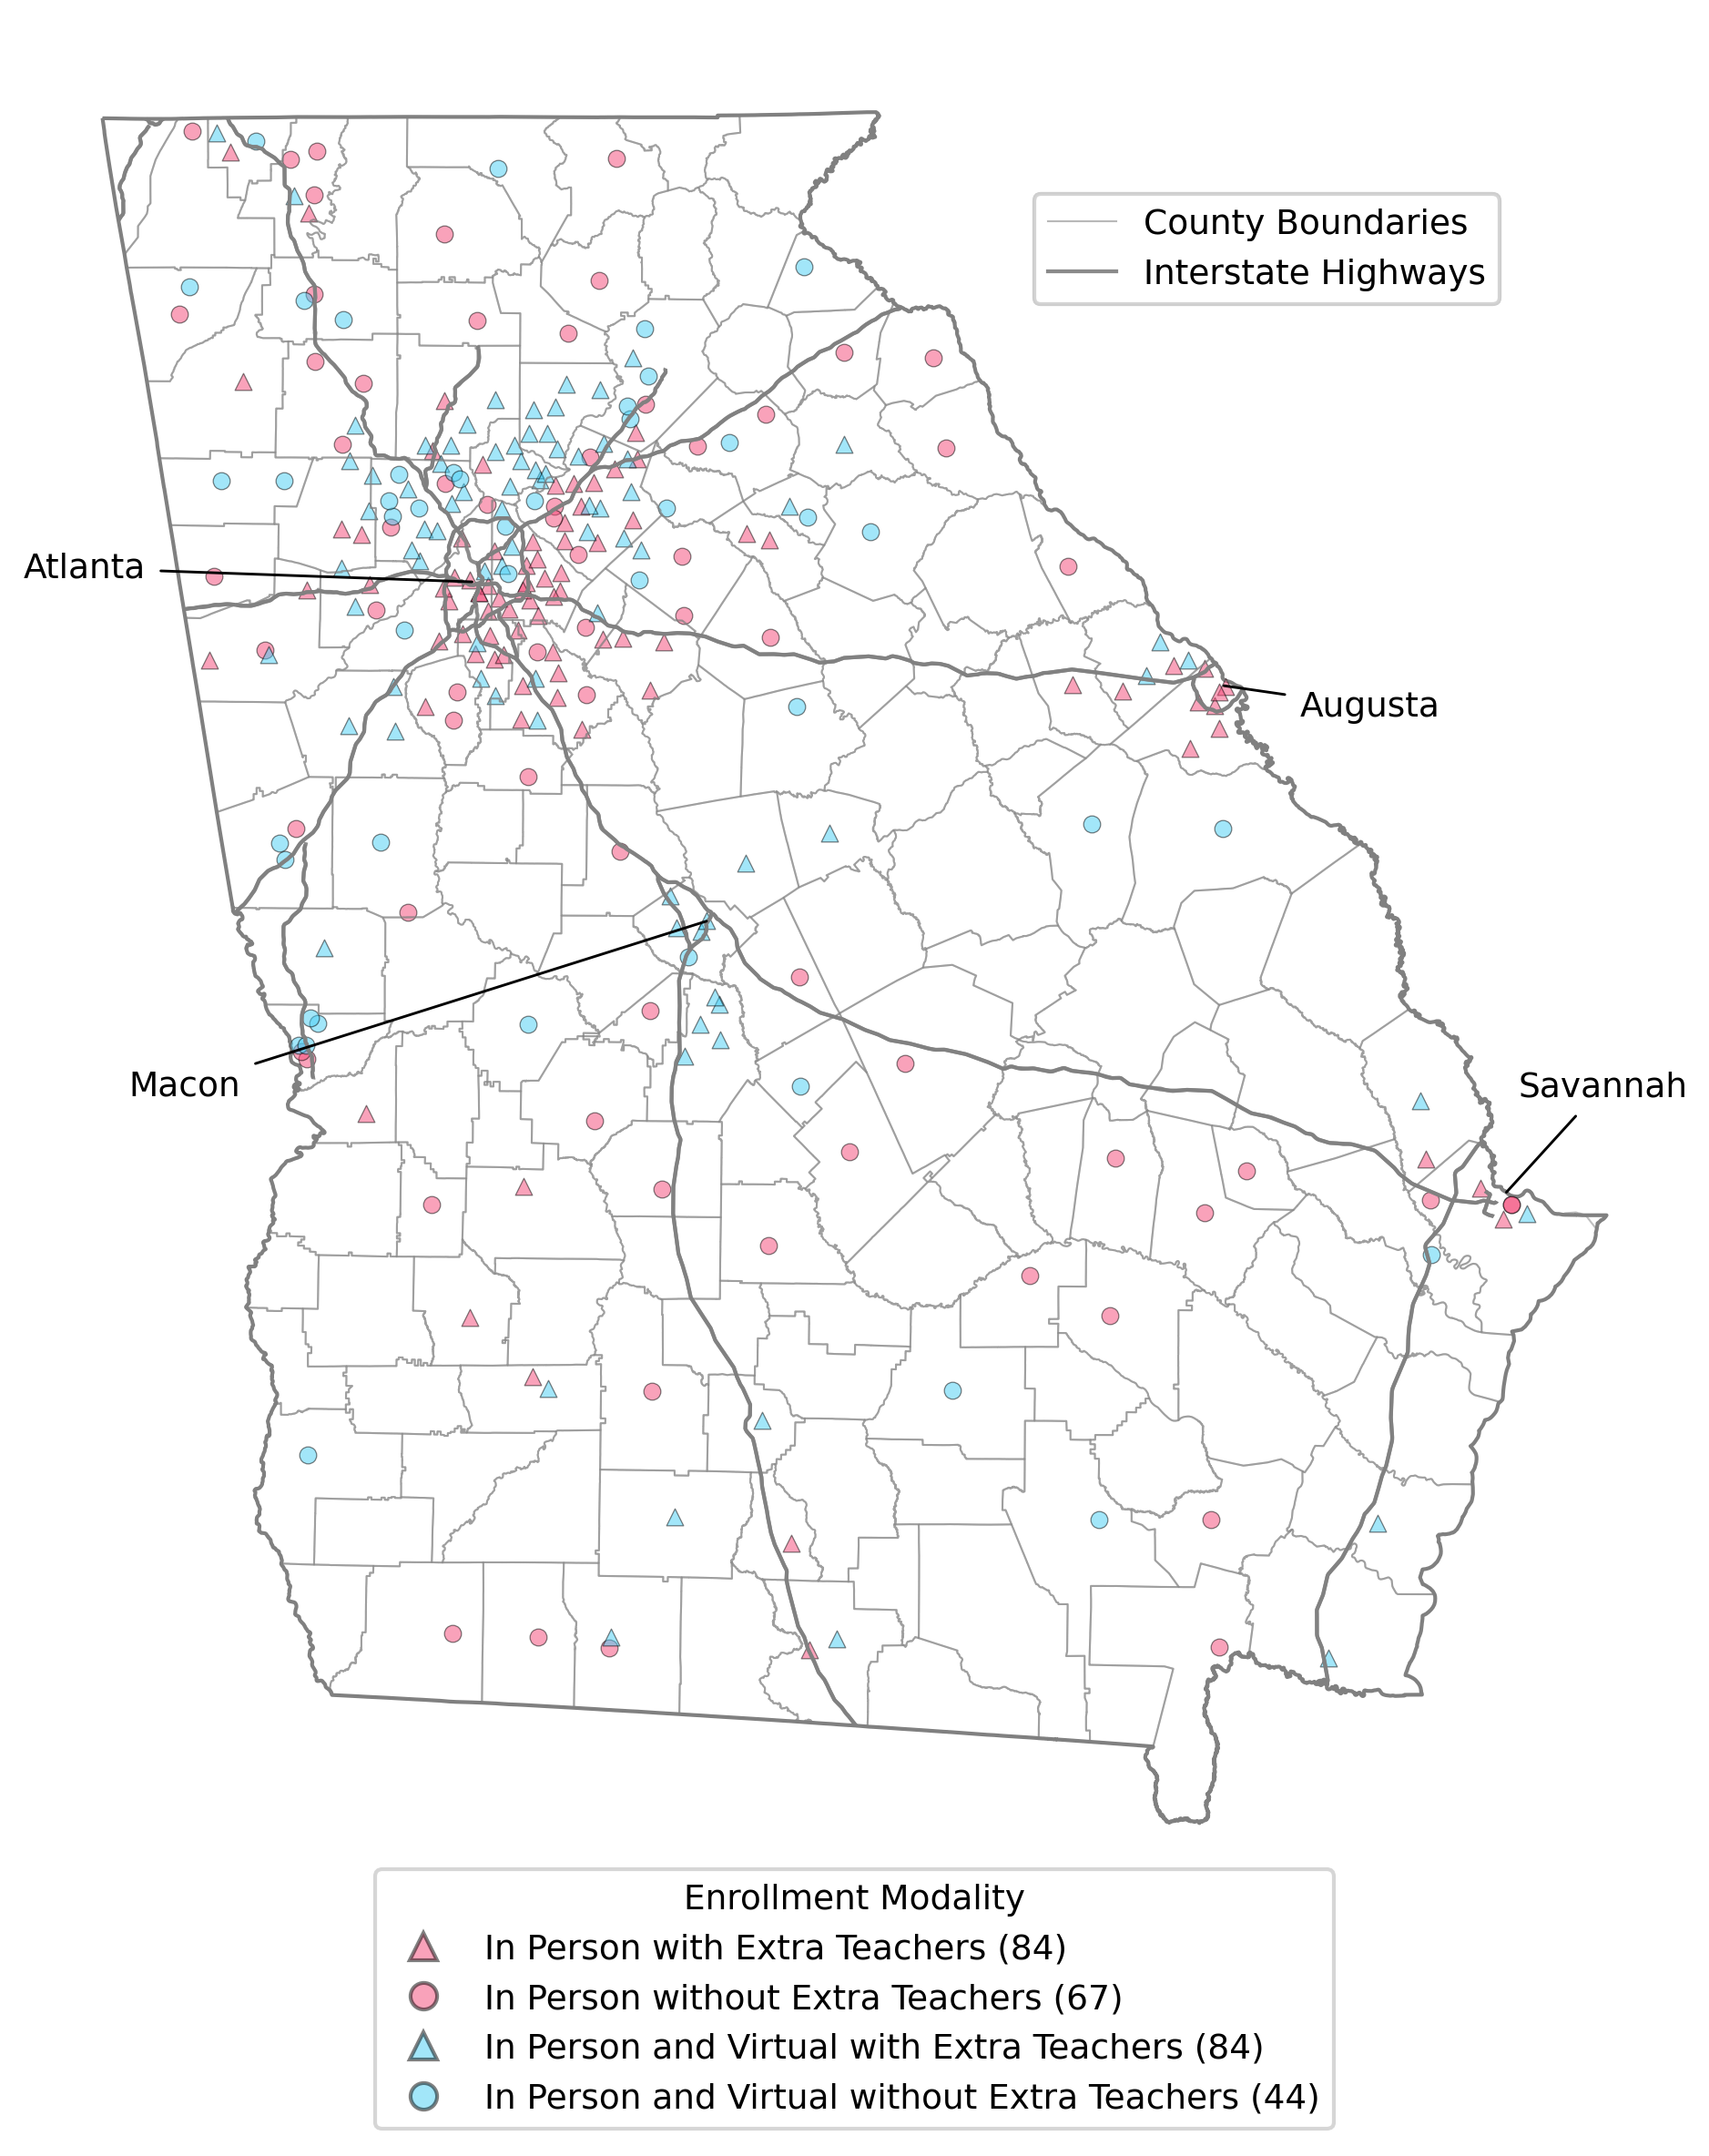 County Boundaries
Interstate Highways
Atlanta
Augusta
Macon
Savannah
Enrollment Modality
In Person with Extra Teachers (84)
In Person without Extra Teachers (67)
In Person and Virtual with Extra Teachers (84)
In Person and Virtual without Extra Teachers (44)